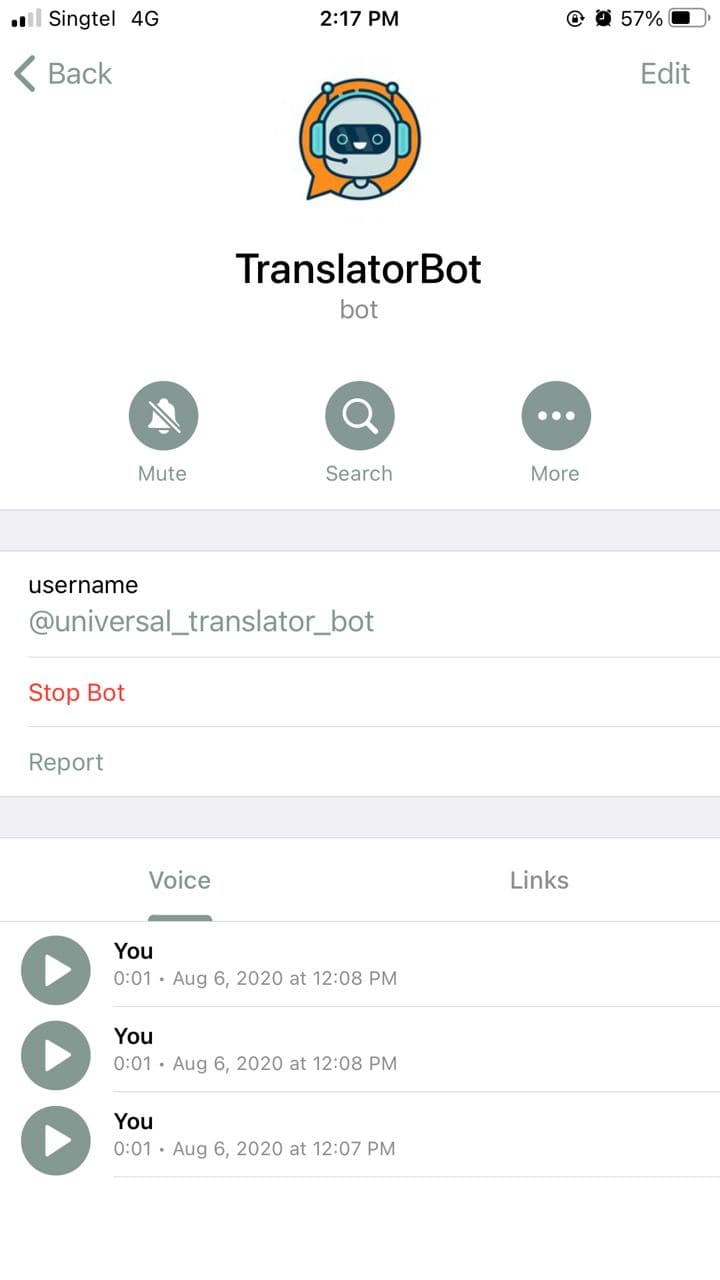 Singtel 4G 2:17 PM 57%
Back Edit
TranslatorBot
bot
Mute Search More
username
@universal_translator_bot
Stop Bot
Report
Voice Links
You
0:01 • Aug 6, 2020 at 12:08 PM
You
0:01 • Aug 6, 2020 at 12:08 PM
You
0:01 • Aug 6, 2020 at 12:07 PM